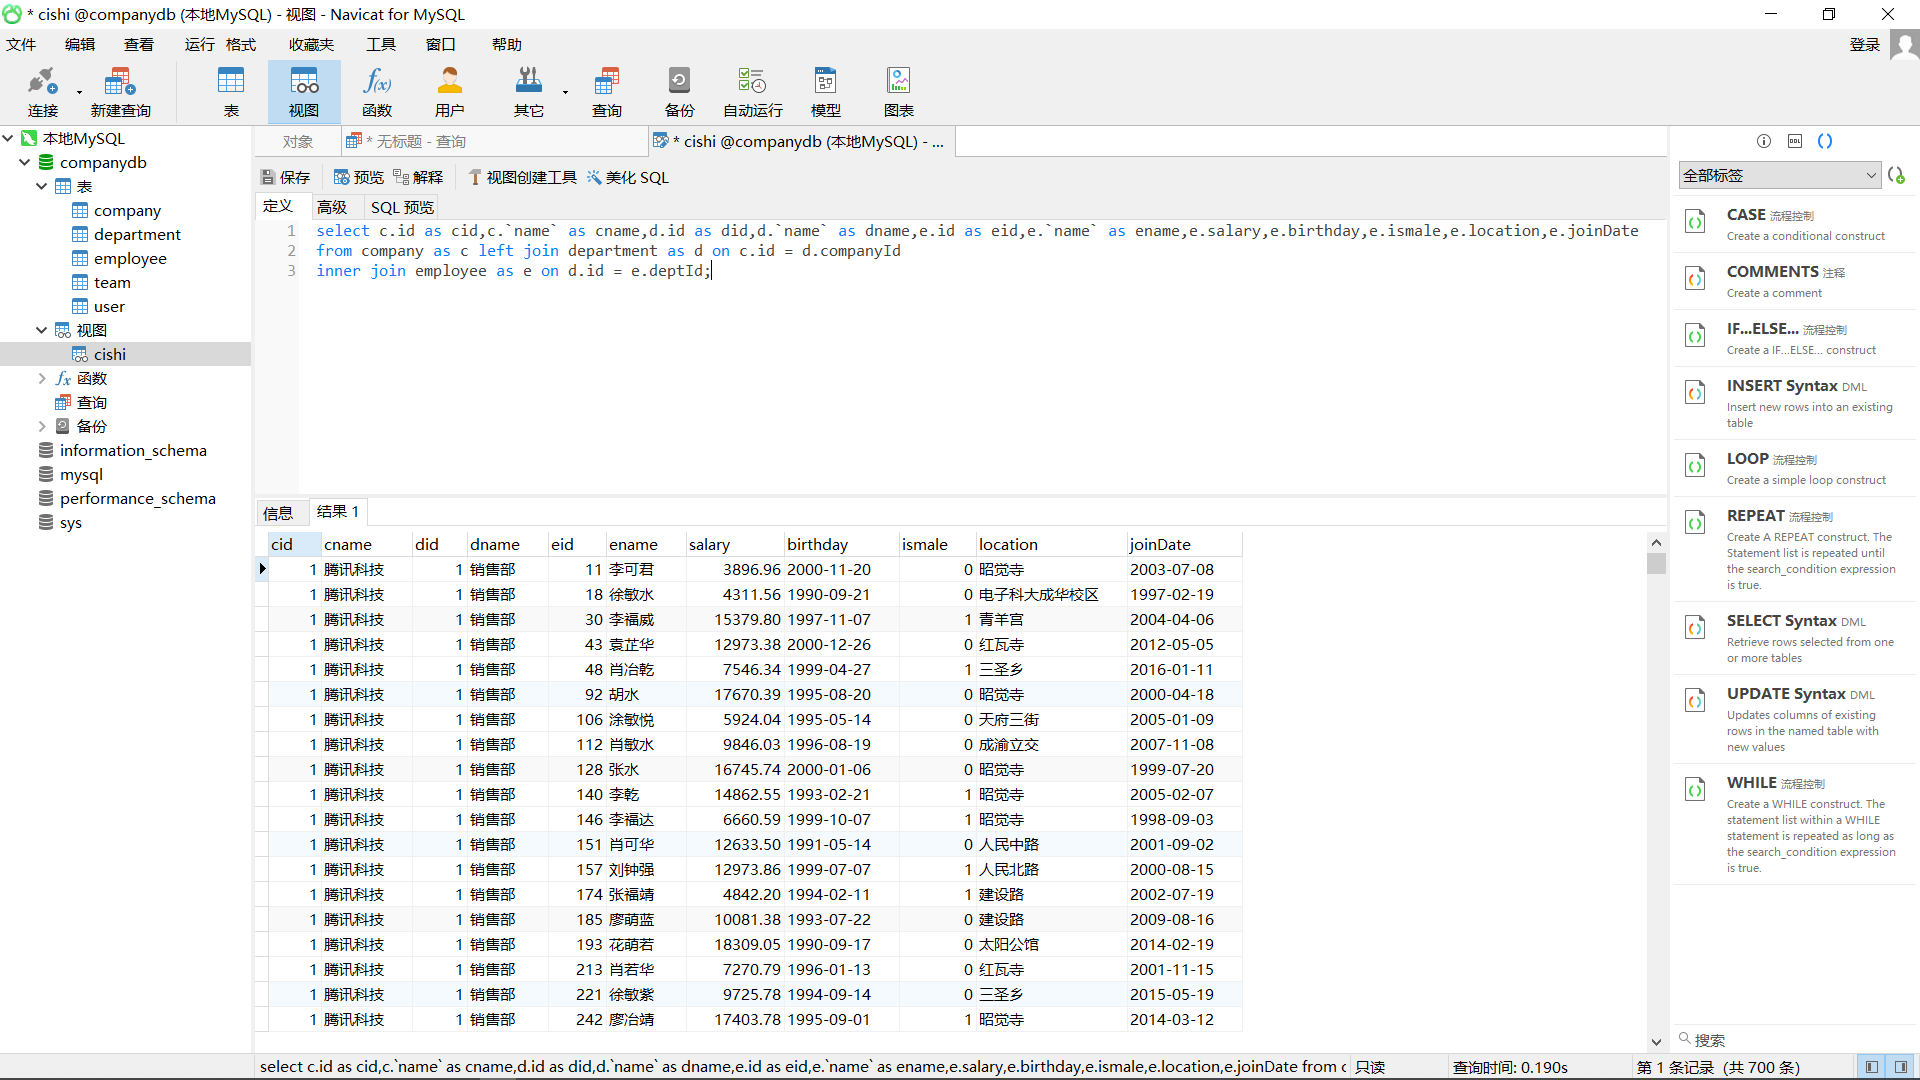 * cishi @companydb (本地MySQL) - 视图 - Navicat for MySQL
文件 编辑 查看 运行 格式 收藏夹 工具 窗口 帮助 登录
连接 新建查询 表 视图 函数 用户 其它 查询 备份 自动运行 模型 图表
本地MySQL
companydb
表
company
department
employee
team
user
视图
cishi
函数
查询
备份
information_schema
mysql
performance_schema
sys
对象 * 无标题 - 查询 * cishi @companydb (本地MySQL) - ...
保存 预览 解释 视图创建工具 美化 SQL
定义 高级 SQL 预览
1 select c.id as cid,c.`name` as cname,d.id as did,d.`name` as dname,e.id as eid,e.`name` as ename,e.salary,e.birthday,e.ismale,e.location,e.joinDate
2 from company as c left join department as d on c.id = d.companyId
3 inner join employee as e on d.id = e.deptId;
信息 结果 1
cid cname did dname eid ename salary birthday ismale location joinDate
1 腾讯科技 1 销售部 11 李可君 3896.96 2000-11-20 0 昭觉寺 2003-07-08
1 腾讯科技 1 销售部 18 徐敏水 4311.56 1990-09-21 0 电子科大成华校区 1997-02-19
1 腾讯科技 1 销售部 30 李福威 15379.80 1997-11-07 1 青羊宫 2004-04-06
1 腾讯科技 1 销售部 43 袁芷华 12973.38 2000-12-26 0 红瓦寺 2012-05-05
1 腾讯科技 1 销售部 48 肖冶乾 7546.34 1999-04-27 1 三圣乡 2016-01-11
1 腾讯科技 1 销售部 92 胡水 17670.39 1995-08-20 0 昭觉寺 2000-04-18
1 腾讯科技 1 销售部 106 涂敏悦 5924.04 1995-05-14 0 天府三街 2005-01-09
1 腾讯科技 1 销售部 112 肖敏水 9846.03 1996-08-19 0 成渝立交 2007-11-08
1 腾讯科技 1 销售部 128 张水 16745.74 2000-01-06 0 昭觉寺 1999-07-20
1 腾讯科技 1 销售部 140 李乾 14862.55 1993-02-21 1 昭觉寺 2005-02-07
1 腾讯科技 1 销售部 146 李福达 6660.59 1999-10-07 1 昭觉寺 1998-09-03
1 腾讯科技 1 销售部 151 肖可华 12633.50 1991-05-14 0 人民中路 2001-09-02
1 腾讯科技 1 销售部 157 刘钟强 12973.86 1999-07-07 1 人民北路 2000-08-15
1 腾讯科技 1 销售部 174 张福靖 4842.20 1994-02-11 1 建设路 2002-07-19
1 腾讯科技 1 销售部 185 廖萌蓝 10081.38 1993-07-22 0 建设路 2009-08-16
1 腾讯科技 1 销售部 193 花萌若 18309.05 1990-09-17 0 太阳公馆 2014-02-19
1 腾讯科技 1 销售部 213 肖若华 7270.79 1996-01-13 0 红瓦寺 2001-11-15
1 腾讯科技 1 销售部 221 徐敏紫 9725.78 1994-09-14 0 三圣乡 2015-05-19
1 腾讯科技 1 销售部 242 廖冶靖 17403.78 1995-09-01 1 昭觉寺 2014-03-12
全部标签
CASE 流程控制
Create a conditional construct
COMMENTS 注释
Create a comment
IF...ELSE... 流程控制
Create a IF...ELSE... construct
INSERT Syntax DML
Insert new rows into an existing
table
LOOP 流程控制
Create a simple loop construct
REPEAT 流程控制
Create A REPEAT construct. The
Statement list is repeated until
the search_condition expression
is true.
SELECT Syntax DML
Retrieve rows selected from one
or more tables
UPDATE Syntax DML
Updates columns of existing
rows in the named table with
new values
WHILE 流程控制
Create a WHILE construct. The
statement list within a WHILE
statement is repeated as long as
the search_condition expression
is true.
搜索
select c.id as cid,c.`name` as cname,d.id as did,d.`name` as dname,e.id as eid,e.`name` as ename,e.salary,e.birthday,e.ismale,e.location,e.joinDate from c 只读 查询时间: 0.190s 第 1 条记录 (共 700 条)